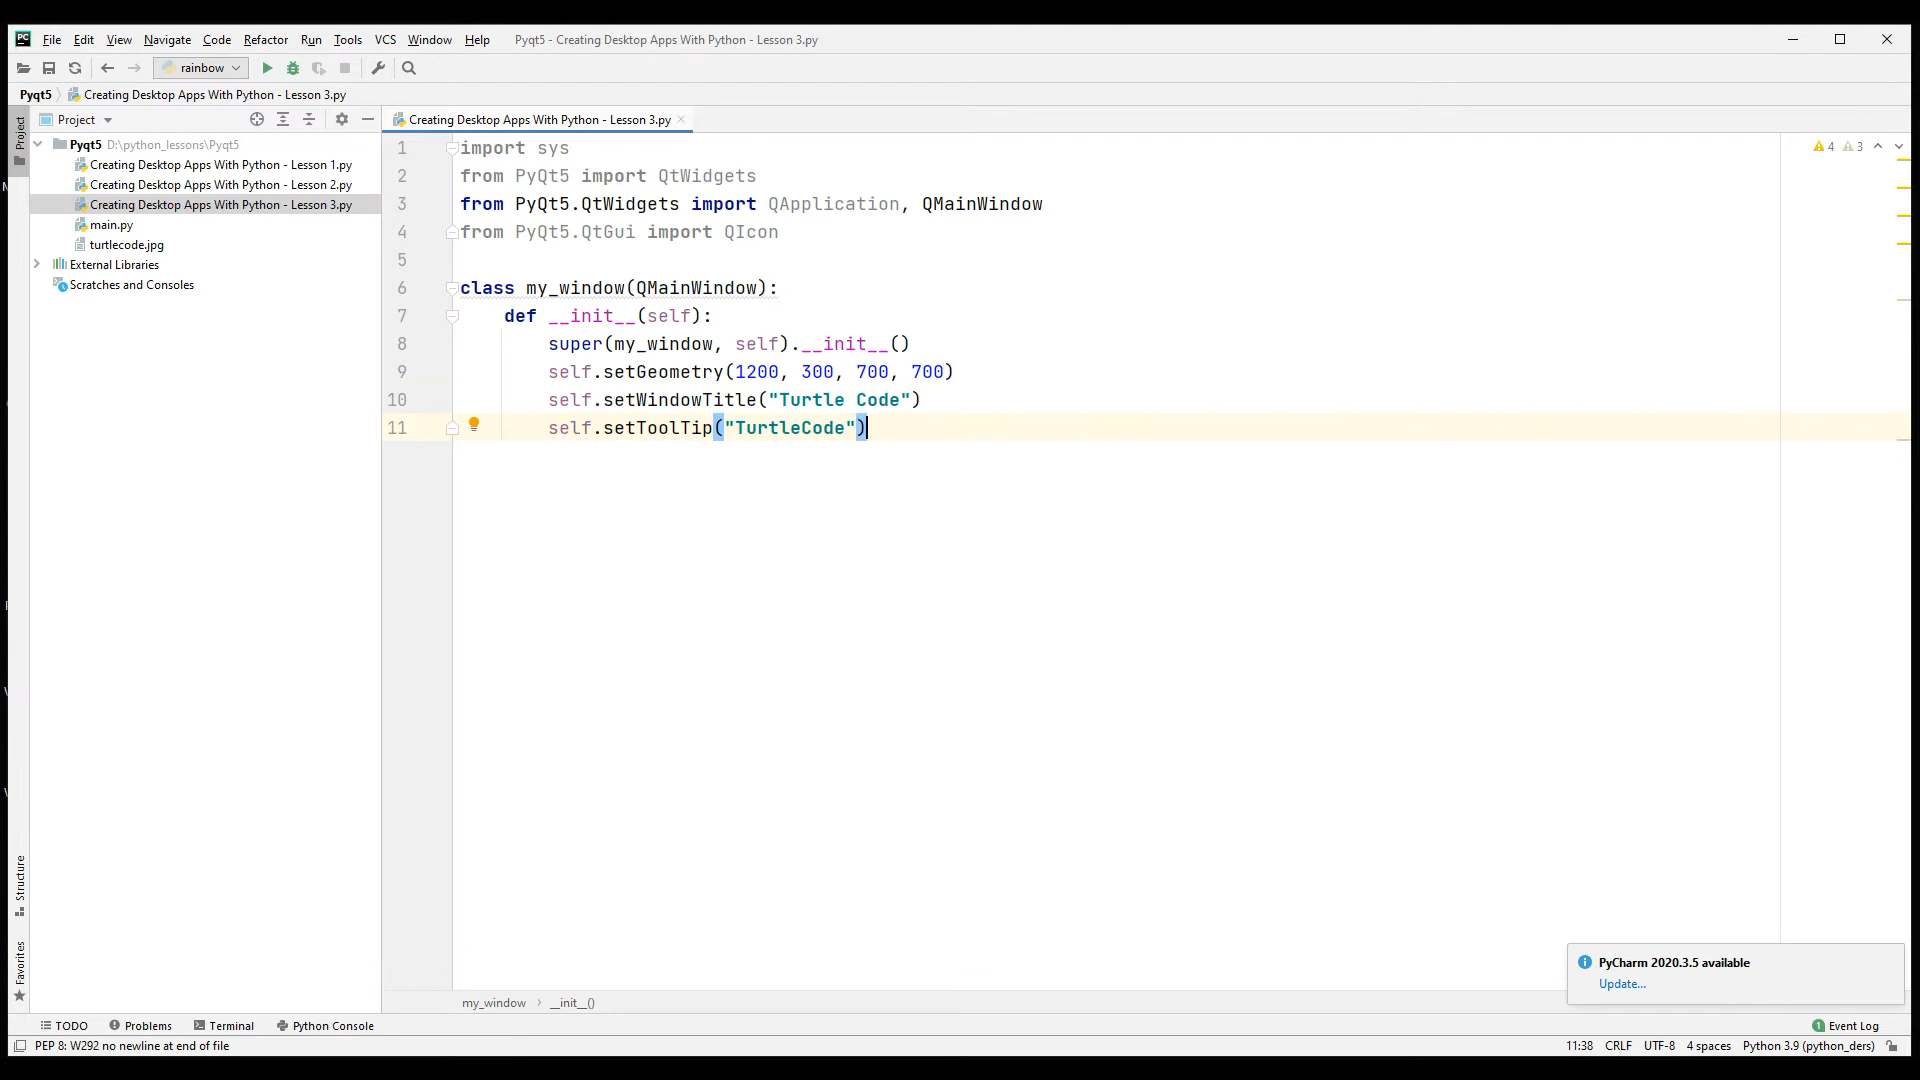 PC File Edit View Navigate Code Refactor Run Tools VCS Window Help Pyqt5 - Creating Desktop Apps With Python - Lesson 3.py
rainbow
Pyqt5 Creating Desktop Apps With Python - Lesson 3.py
Project
Project
Creating Desktop Apps With Python - Lesson 3.py
Pyqt5 D:\python_lessons\Pyqt5
Creating Desktop Apps With Python - Lesson 1.py
Creating Desktop Apps With Python - Lesson 2.py
Creating Desktop Apps With Python - Lesson 3.py
main.py
turtlecode.jpg
External Libraries
Scratches and Consoles
4 3
1 import sys
2 from PyQt5 import QtWidgets
3 from PyQt5.QtWidgets import QApplication, QMainWindow
4 from PyQt5.QtGui import QIcon
5
6 class my_window(QMainWindow):
7 def __init__(self):
8 super(my_window, self).__init__()
9 self.setGeometry(1200, 300, 700, 700)
10 self.setWindowTitle("Turtle Code")
11 self.setToolTip("TurtleCode")
Structure
Favorites
PyCharm 2020.3.5 available
Update...
my_window › __init__()
TODO Problems Terminal Python Console 1 Event Log
PEP 8: W292 no newline at end of file 11:38 CRLF UTF-8 4 spaces Python 3.9 (python_ders)